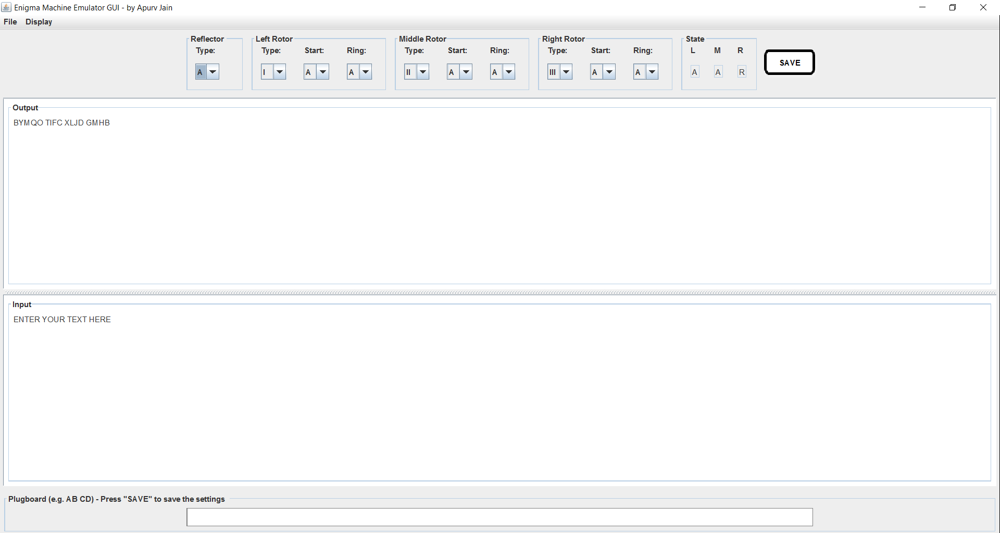 Enigma Machine Emulator GUI - by Apurv Jain
File Display
Reflector Left Rotor Middle Rotor Right Rotor State
Type: Type: Start: Ring: Type: Start: Ring: Type: Start: Ring: L M R
A I A A II A A III A A A A R
SAVE
Output
BYMQO TIFC XLJD GMHB
Input
ENTER YOUR TEXT HERE
Plugboard (e.g. AB CD) - Press "SAVE" to save the settings